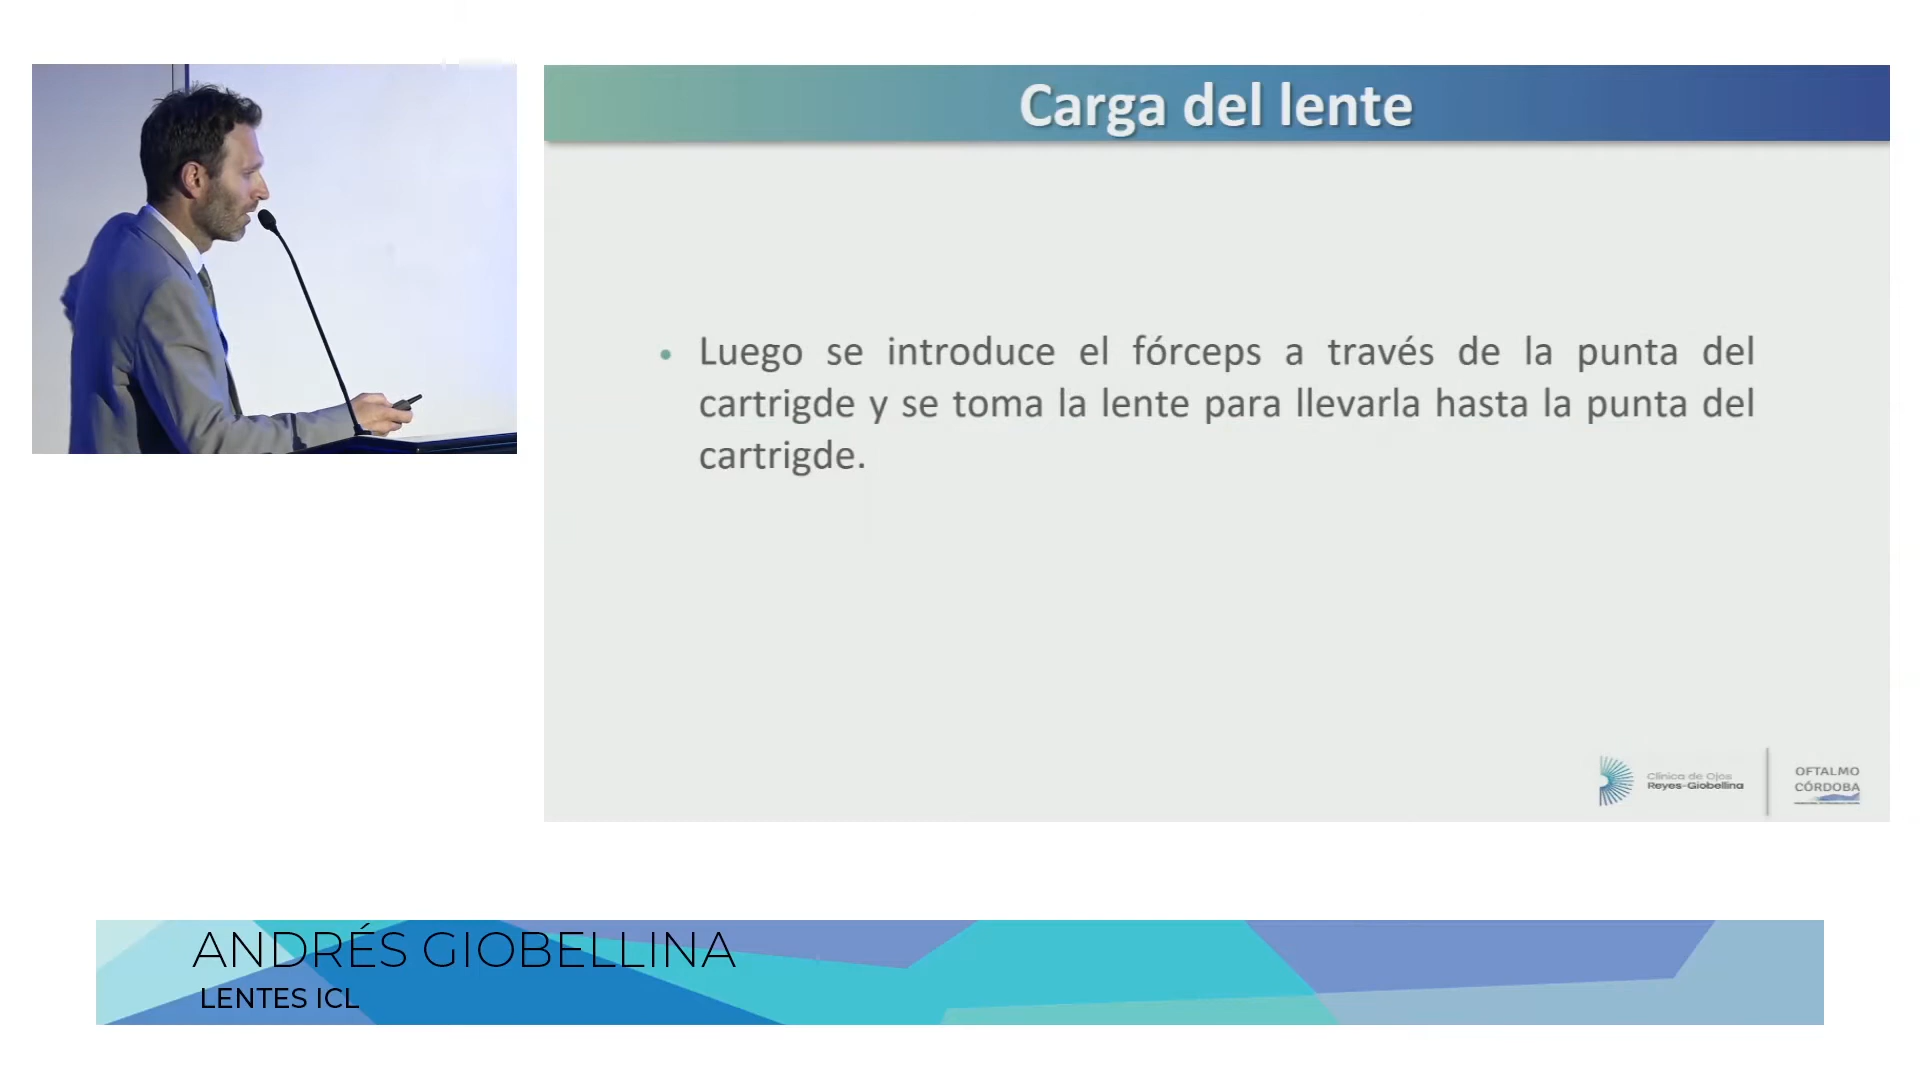 Carga del lente
• Luego se introduce el fórceps a través de la punta del
cartrigde y se toma la lente para llevarla hasta la punta del
cartrigde.
Clínica de Ojos
Reyes-Giobellina
OFTALMO
CÓRDOBA
ANDRÉS GIOBELLINA
LENTES ICL